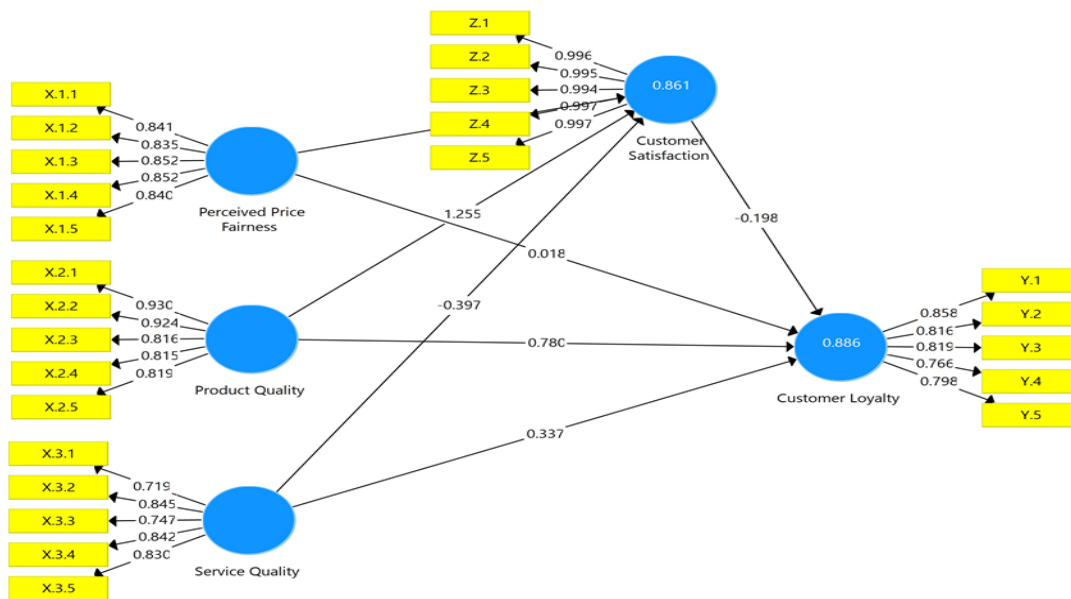 Z.1
Z.2
Z.3
Z.4
Z.5
0.996
0.995
0.994
0.997
0.997
0.861
Customer
Satisfaction
X.1.1
X.1.2
X.1.3
X.1.4
X.1.5
0.841
0.835
0.852
0.852
0.840
Perceived Price
Fairness
1.255
-0.198
0.018
X.2.1
X.2.2
X.2.3
X.2.4
X.2.5
0.930
0.924
0.816
0.815
0.819
Product Quality
-0.397
0.780
0.886
Customer Loyalty
0.858
0.816
0.819
0.766
0.798
Y.1
Y.2
Y.3
Y.4
Y.5
0.337
X.3.1
X.3.2
X.3.3
X.3.4
X.3.5
0.719
0.845
0.747
0.842
0.830
Service Quality